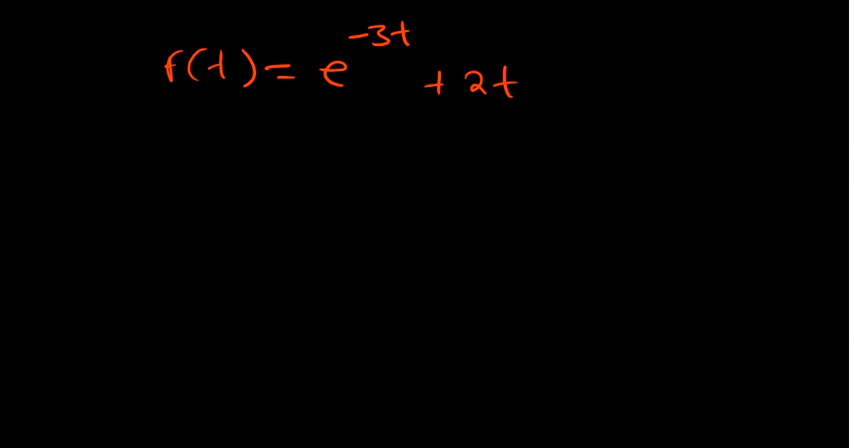 f(t) = e^{-3t} + 2t